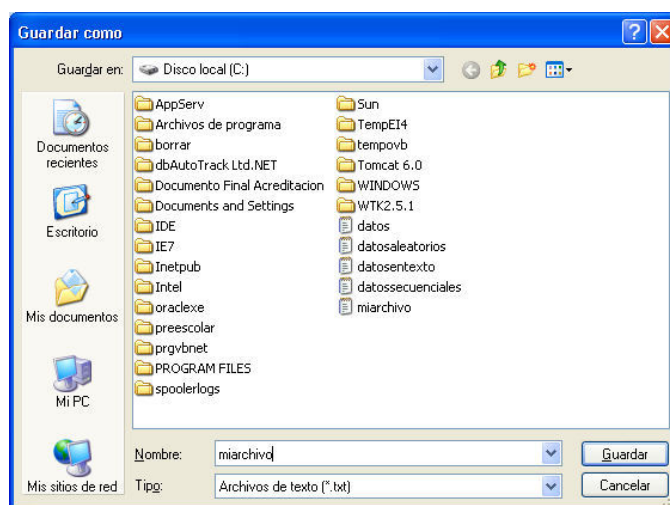 Guardar como
Guardar en: Disco local (C:)
Documentos
recientes
Escritorio
Mis documentos
Mi PC
Mis sitios de red
AppServ
Archivos de programa
borrar
dbAutoTrack Ltd.NET
Documento Final Acreditacion
Documents and Settings
IDE
IE7
Inetpub
Intel
oraclexe
preescolar
prgvbnet
PROGRAM FILES
spoolerlogs
Sun
TempEI4
tempovb
Tomcat 6.0
WINDOWS
WTK2.5.1
datos
datosaleatorios
datosentexto
datossecuenciales
miarchivo
Nombre: miarchivo Guardar
Tipo: Archivos de texto (*.txt) Cancelar